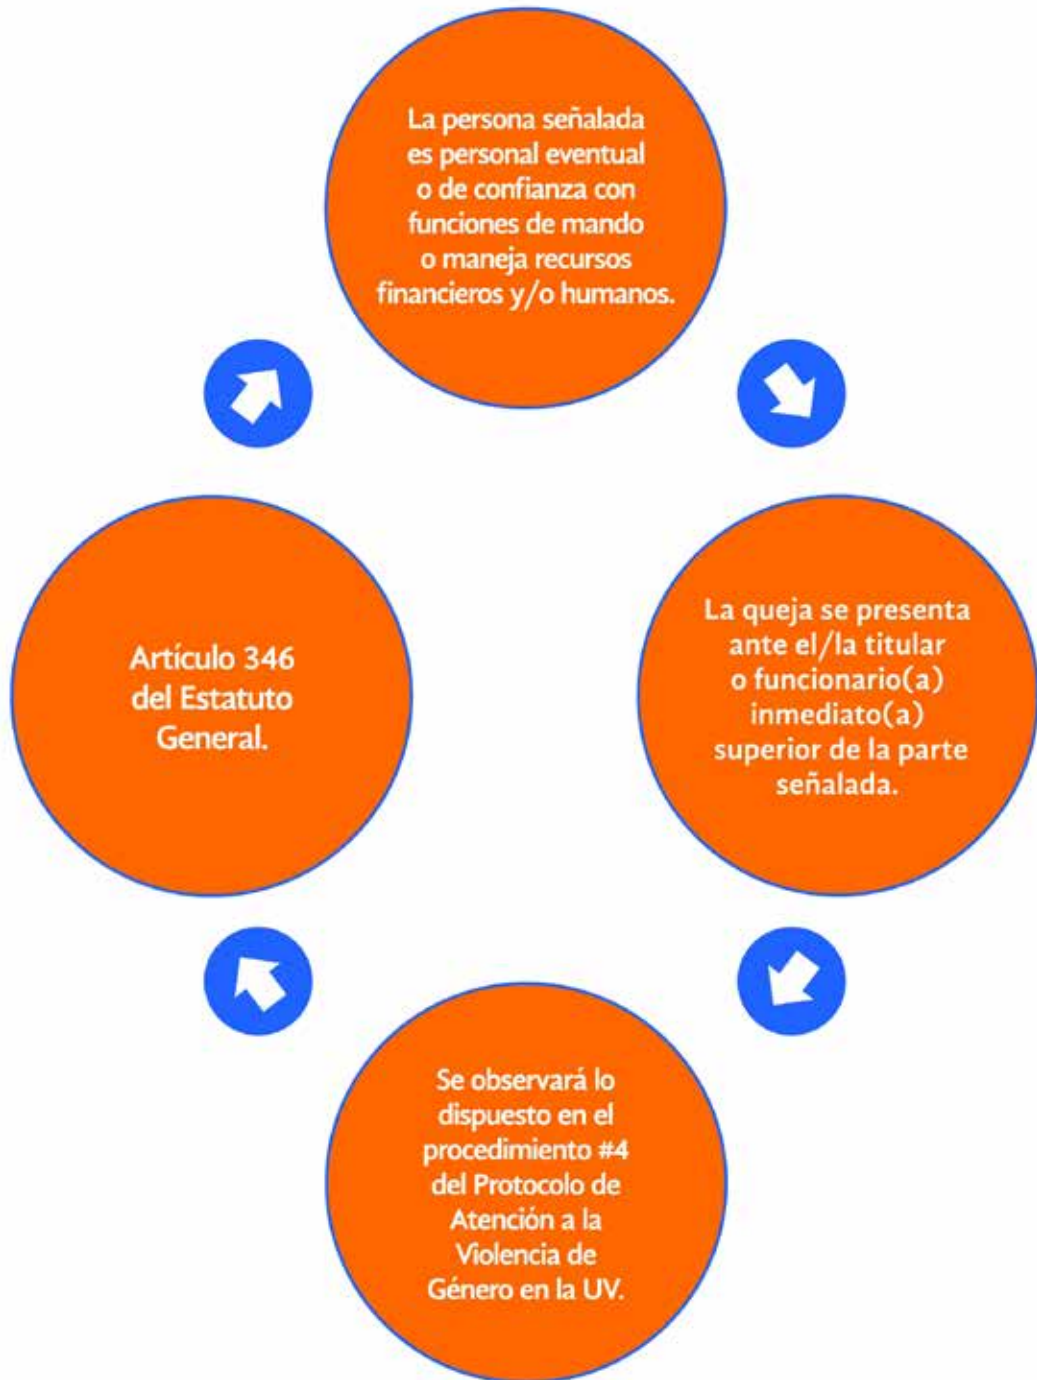 La persona señalada
es personal eventual
o de confianza con
funciones de mando
o maneja recursos
financieros y/o humanos.
La queja se presenta
ante el/la titular
o funcionario(a)
inmediato(a)
superior de la parte
señalada.
Se observará lo
dispuesto en el
procedimiento #4
del Protocolo de
Atención a la
Violencia de
Género en la UV.
Artículo 346
del Estatuto
General.